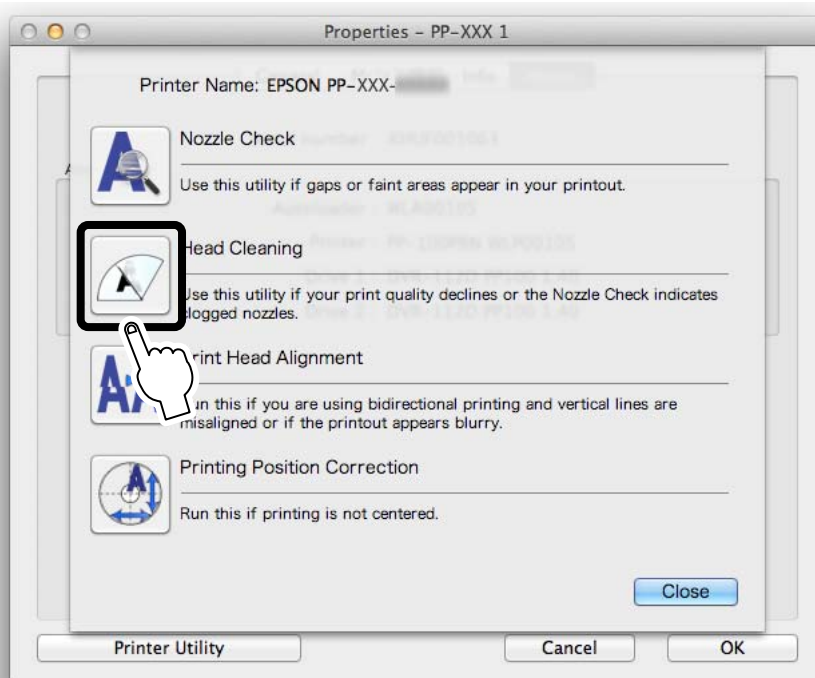 Properties – PP-XXX 1
Printer Name: EPSON PP-XXX-
Nozzle Check
Use this utility if gaps or faint areas appear in your printout.
Head Cleaning
Use this utility if your print quality declines or the Nozzle Check indicates
clogged nozzles.
Print Head Alignment
Run this if you are using bidirectional printing and vertical lines are
misaligned or if the printout appears blurry.
Printing Position Correction
Run this if printing is not centered.
Close
Printer Utility
Cancel
OK